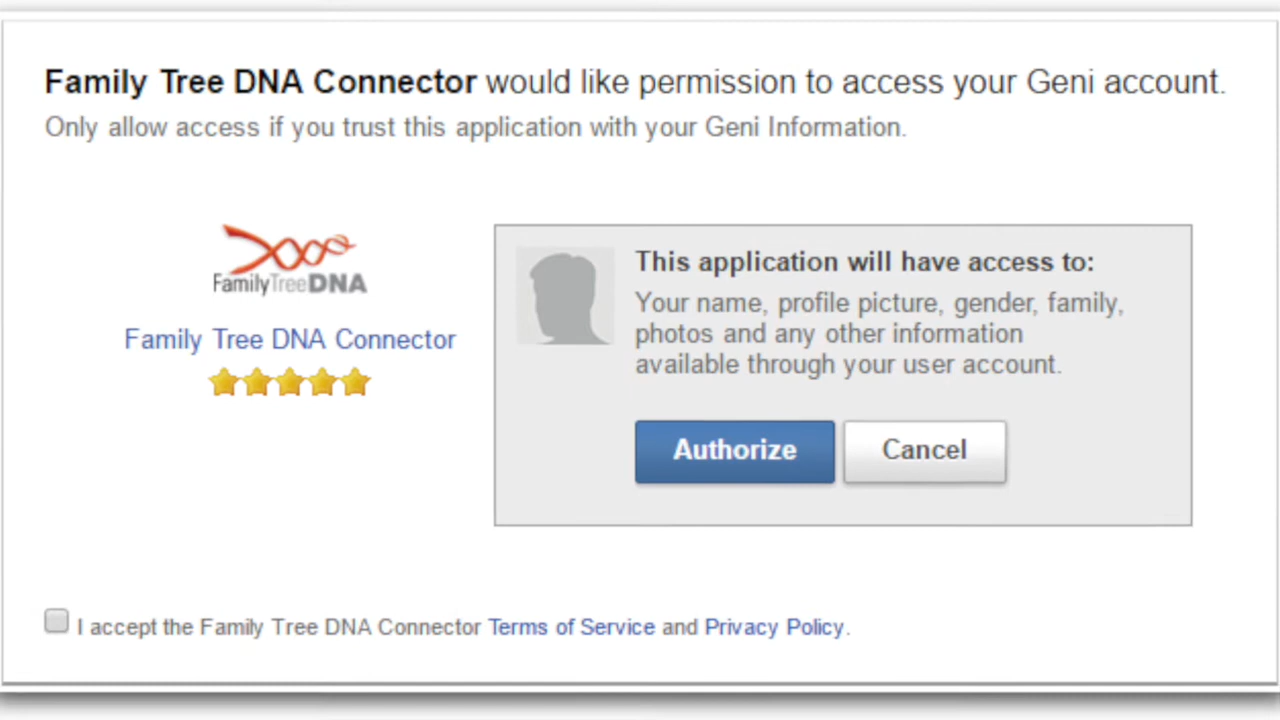 Family Tree DNA Connector would like permission to access your Geni account.
Only allow access if you trust this application with your Geni Information.
FamilyTreeDNA
Family Tree DNA Connector
This application will have access to:
Your name, profile picture, gender, family,
photos and any other information
available through your user account.
Authorize Cancel
I accept the Family Tree DNA Connector Terms of Service and Privacy Policy.